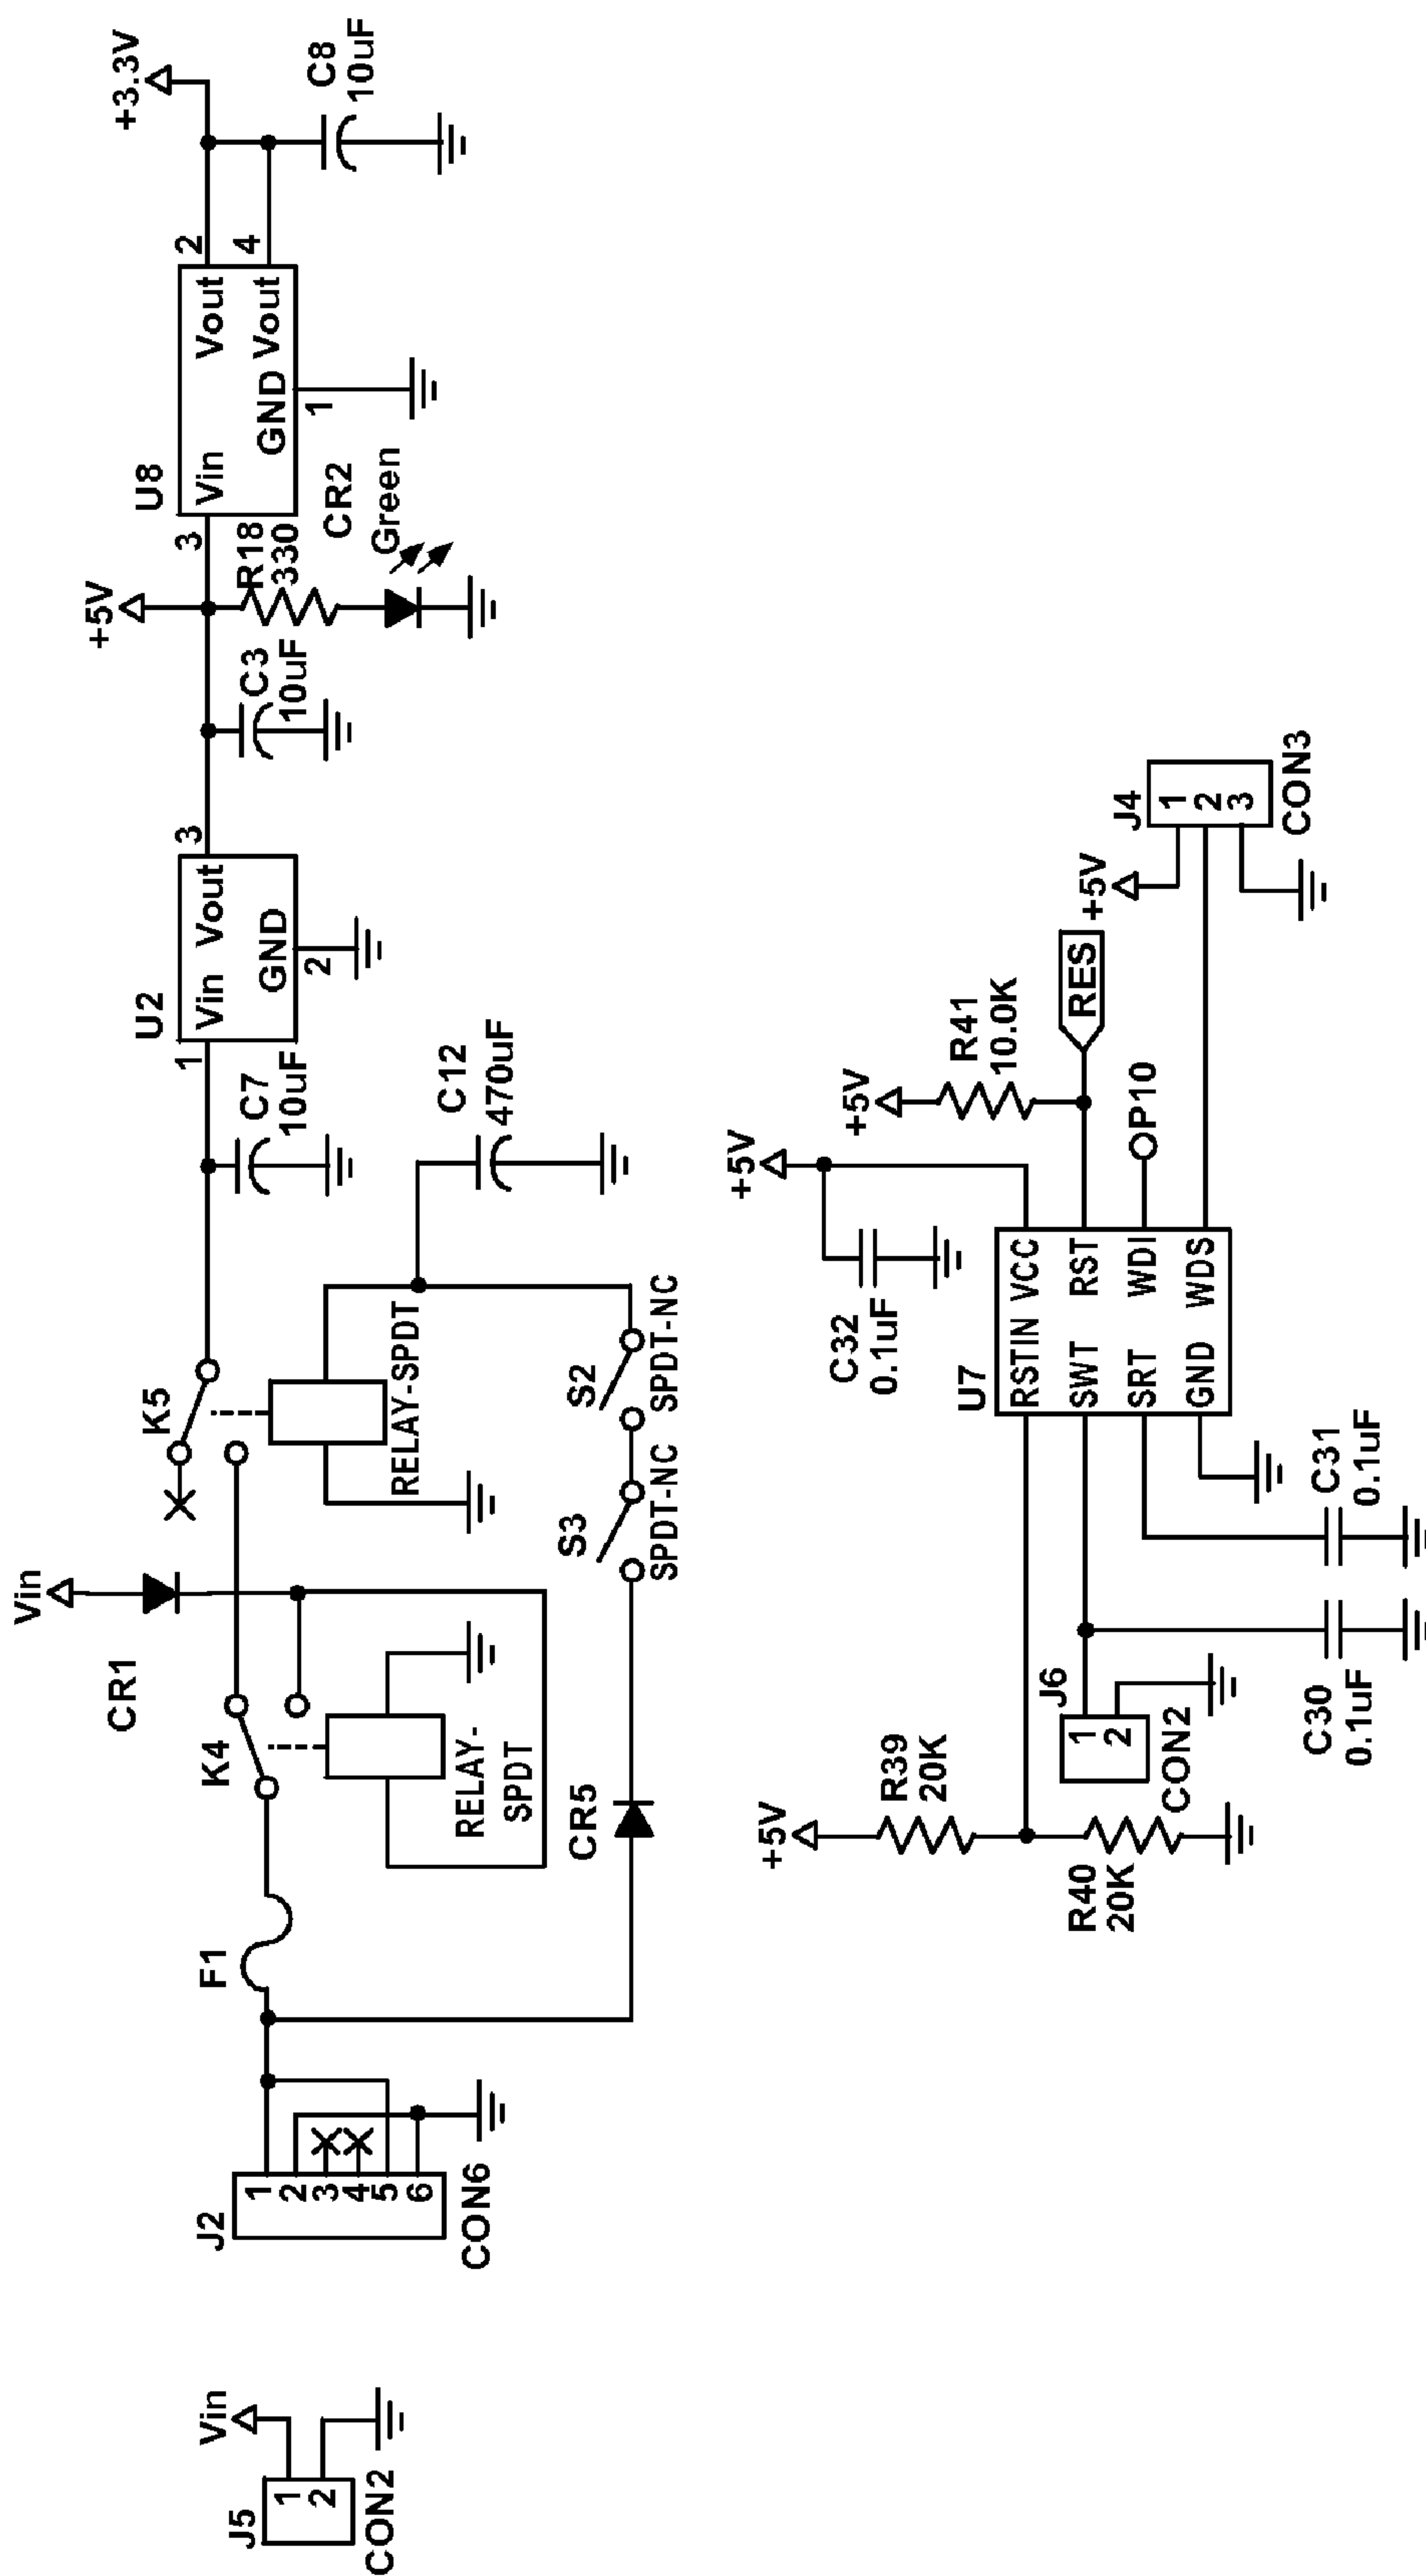 J5
1
2
CON2
Vin
J2
1
2
3
4
5
6
CON6
F1
K4
RELAY-
SPDT
CR1
Vin
CR5
S3
SPDT-NC
S2
SPDT-NC
K5
RELAY-SPDT
C12
470uF
C7
10uF
1
U2
Vin Vout
GND
2
3
C3
10uF
+5V
R18
330
CR2
Green
3
U8
Vin
Vout
GND Vout
1
2
4
+3.3V
C8
10uF
+5V
R39
20K
R40
20K
J6
1
2
CON2
C30
0.1uF
C31
0.1uF
U7
RSTIN VCC
SWT RST
SRT WDI
GND WDS
C32
0.1uF
+5V
+5V
R41
10.0K
RES
P10
+5V
J4
1
2
3
CON3